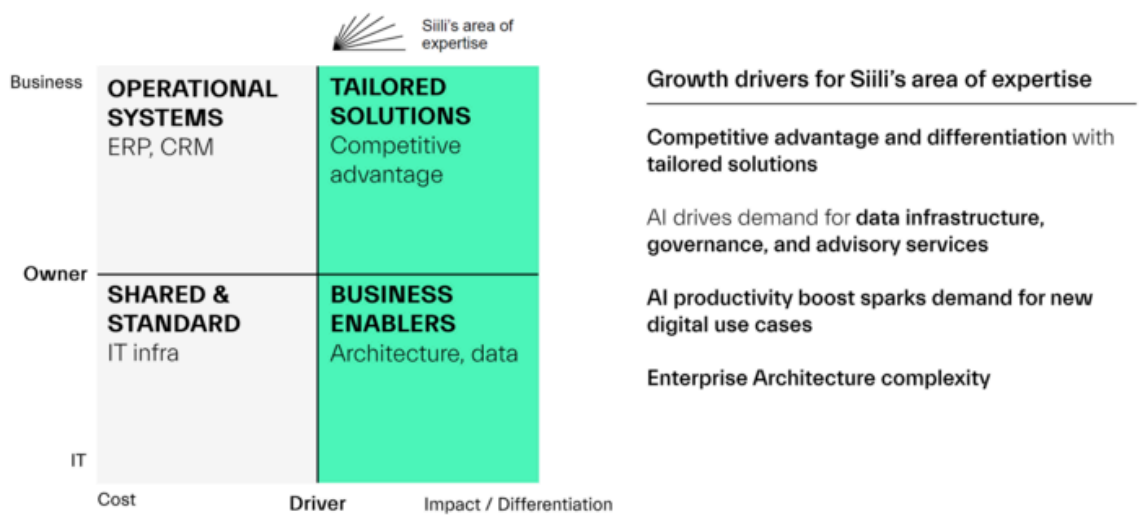 Siili's area of
expertise
Business
OPERATIONAL
SYSTEMS
ERP, CRM
TAILORED
SOLUTIONS
Competitive
advantage
Owner
SHARED &
STANDARD
IT infra
BUSINESS
ENABLERS
Architecture, data
IT
Cost
Driver
Impact / Differentiation
Growth drivers for Siili's area of expertise
Competitive advantage and differentiation with
tailored solutions
AI drives demand for data infrastructure,
governance, and advisory services
AI productivity boost sparks demand for new
digital use cases
Enterprise Architecture complexity